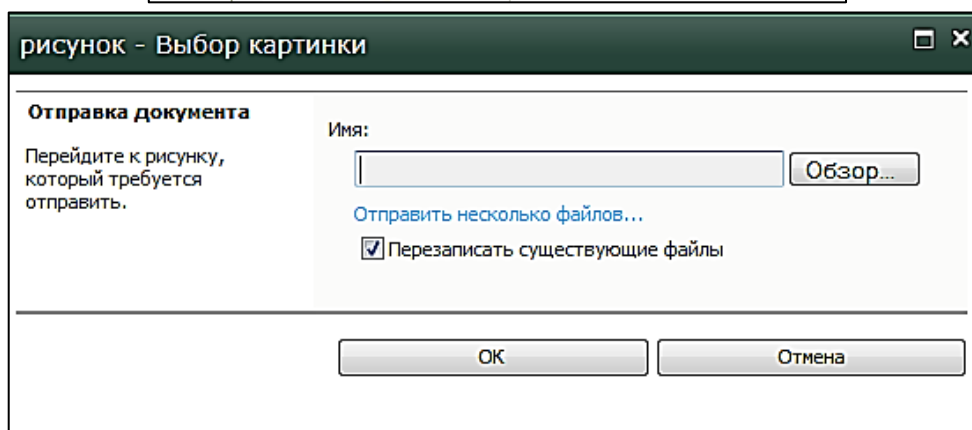 рисунок - Выбор картинки
Отправка документа
Перейдите к рисунку,
который требуется
отправить.
Имя:
Обзор...
Отправить несколько файлов...
Перезаписать существующие файлы
ОК
Отмена